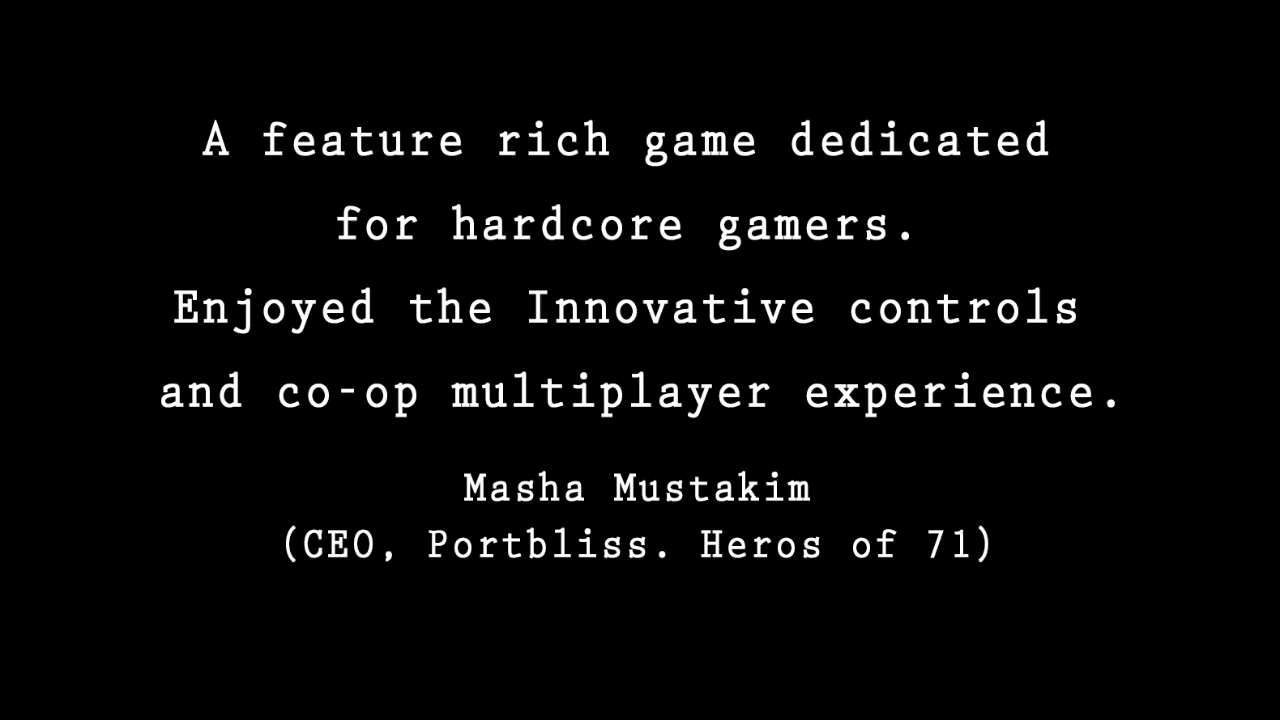 A feature rich game dedicated
for hardcore gamers.
Enjoyed the Innovative controls
and co-op multiplayer experience.
Masha Mustakim
(CEO, Portbliss. Heros of 71)